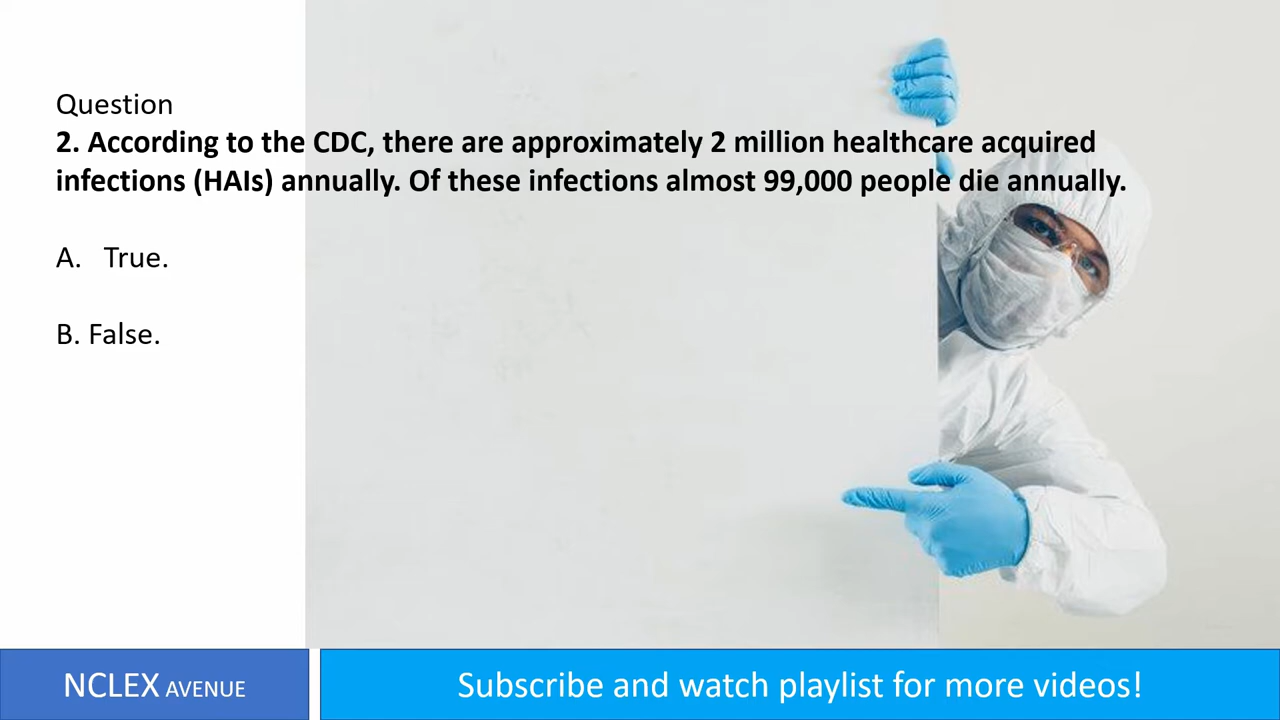 Question
2. According to the CDC, there are approximately 2 million healthcare acquired
infections (HAIs) annually. Of these infections almost 99,000 people die annually.
A. True.
B. False.
NCLEX AVENUE
Subscribe and watch playlist for more videos!